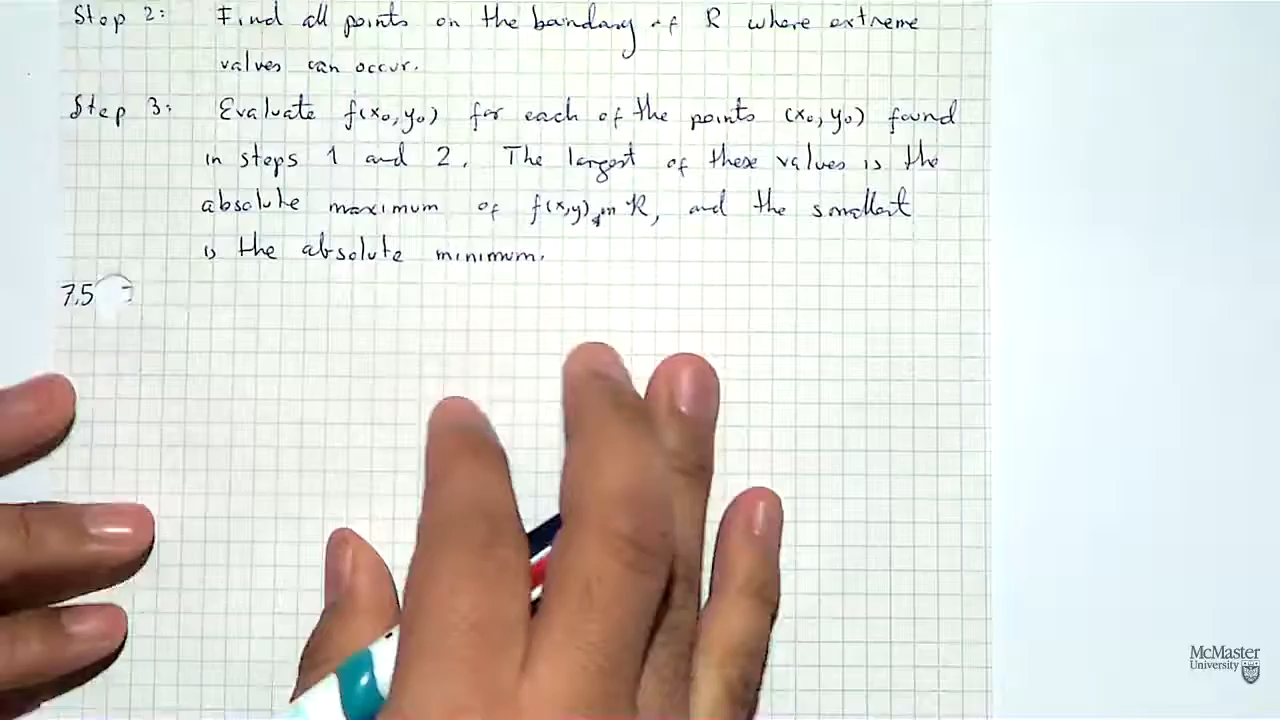 Step 2: Find all points on the boundary of R where extreme
values can occur.
Step 3: Evaluate f(x₀, y₀) for each of the points (x₀, y₀) found
in steps 1 and 2. The largest of these values is the
absolute maximum of f(x,y) on R, and the smallest
is the absolute minimum.
7.5
McMaster
University